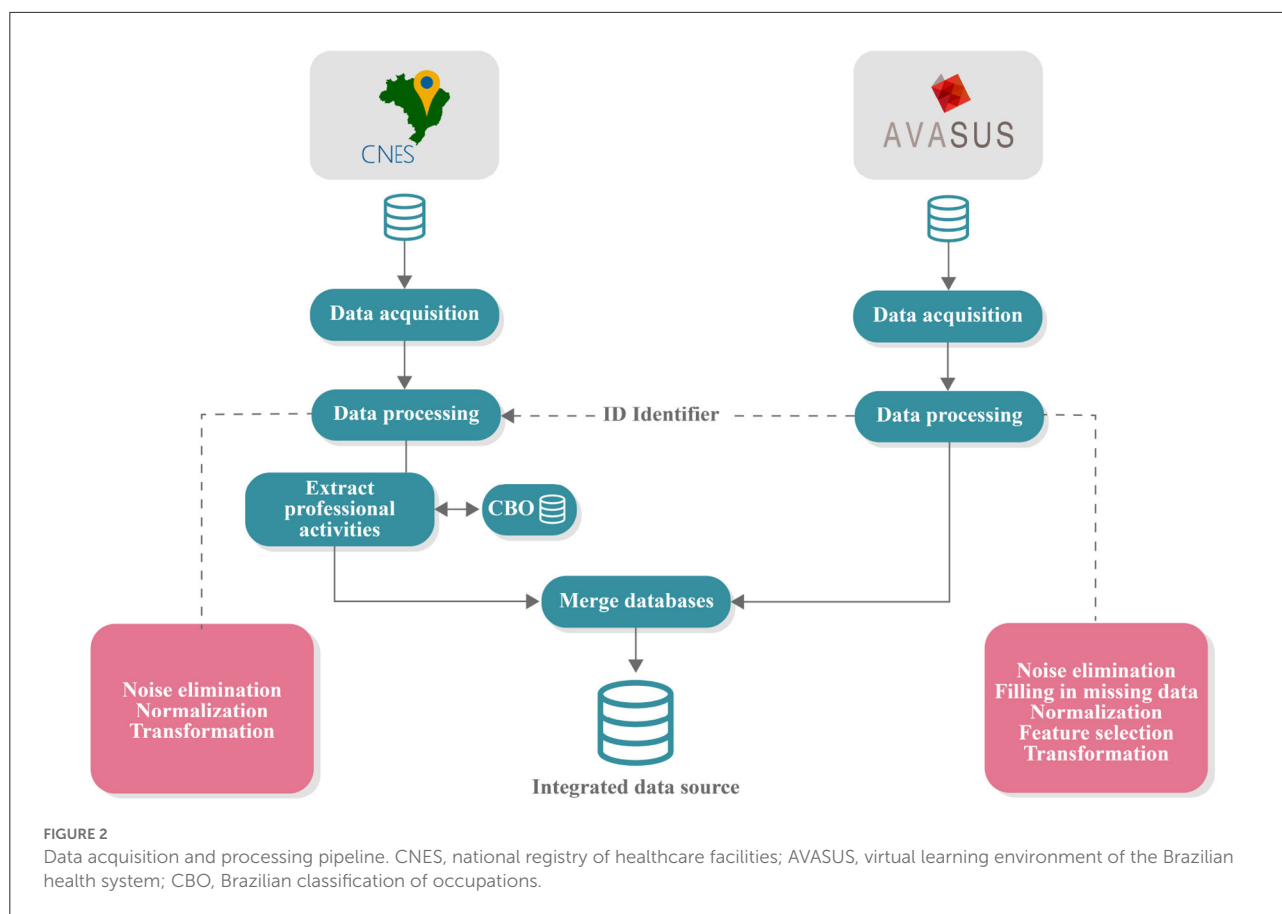 CNES
AVASUS
Data acquisition
Data acquisition
Data processing
ID Identifier
Data processing
Extract
professional
activities
CBO
Merge databases
Noise elimination
Normalization
Transformation
Noise elimination
Filling in missing data
Normalization
Feature selection
Transformation
Integrated data source
FIGURE 2
Data acquisition and processing pipeline. CNES, national registry of healthcare facilities; AVASUS, virtual learning environment of the Brazilian
health system; CBO, Brazilian classification of occupations.